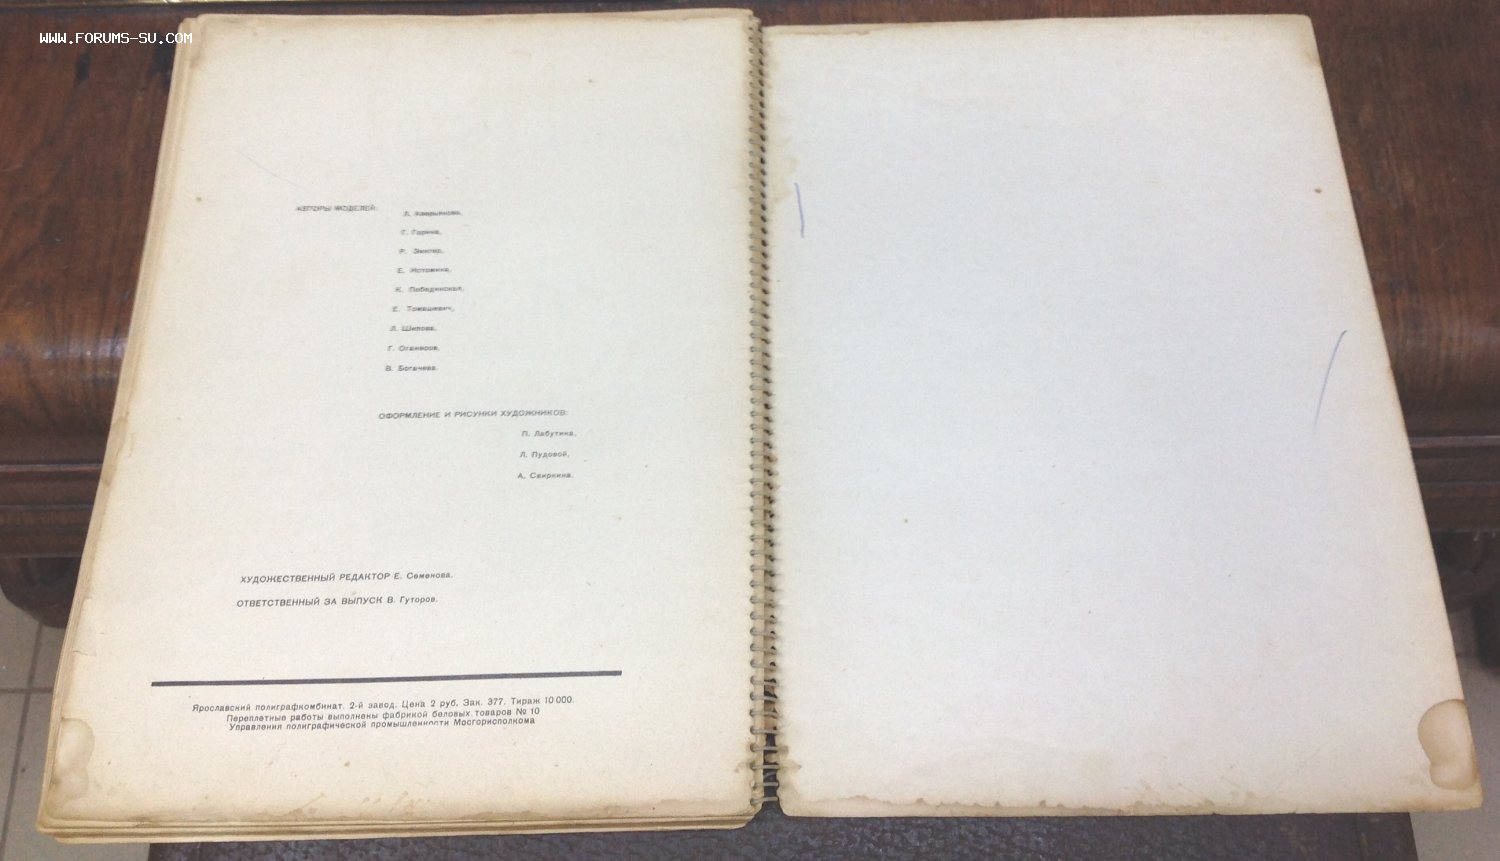 WWW.FORUMS-SU.COM
АВТОРЫ МОДЕЛЕЙ:
Л.
Г. Горина,
Р.
Е. Истомина,
К. Побединская,
Е. Томашевич,
Л. Шипова,
Г.
В. Богачева.
ОФОРМЛЕНИЕ И РИСУНКИ ХУДОЖНИКОВ:
П. Лабутина,
Л. Пудовой,
А. Свиркина.
ХУДОЖЕСТВЕННЫЙ РЕДАКТОР Е. Семенова.
ОТВЕТСТВЕННЫЙ ЗА ВЫПУСК В. Гуторов.
Ярославский полиграфкомбинат. 2-й завод. Цена 2 руб. Зак. 377. Тираж 10 000.
Переплетные работы выполнены фабрикой беловых товаров № 10
Управления полиграфической промышленности Мосгорисполкома